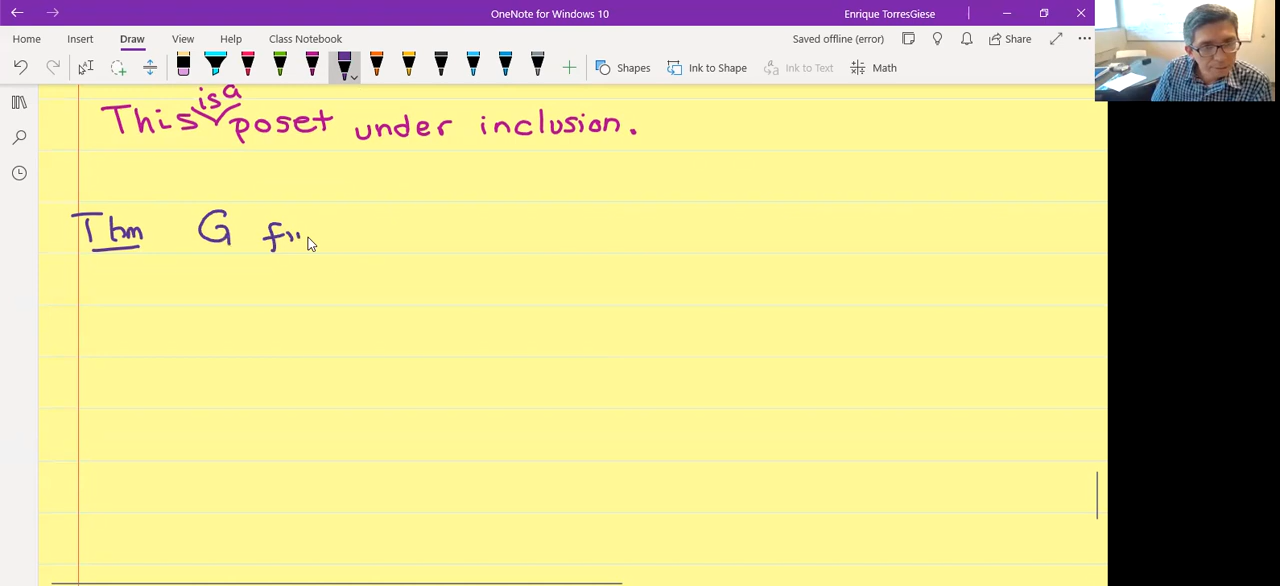 OneNote for Windows 10
Enrique TorresGiese
Home Insert Draw View Help Class Notebook
Saved offline (error)
Share
Shapes
Ink to Shape
Ink to Text
Math
is a
This poset under inclusion.
Thm G